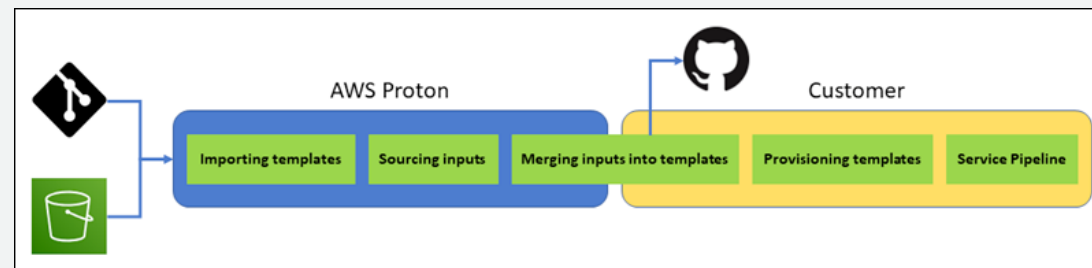 AWS Proton
Customer
Importing templates
Sourcing inputs
Merging inputs into templates
Provisioning templates
Service Pipeline